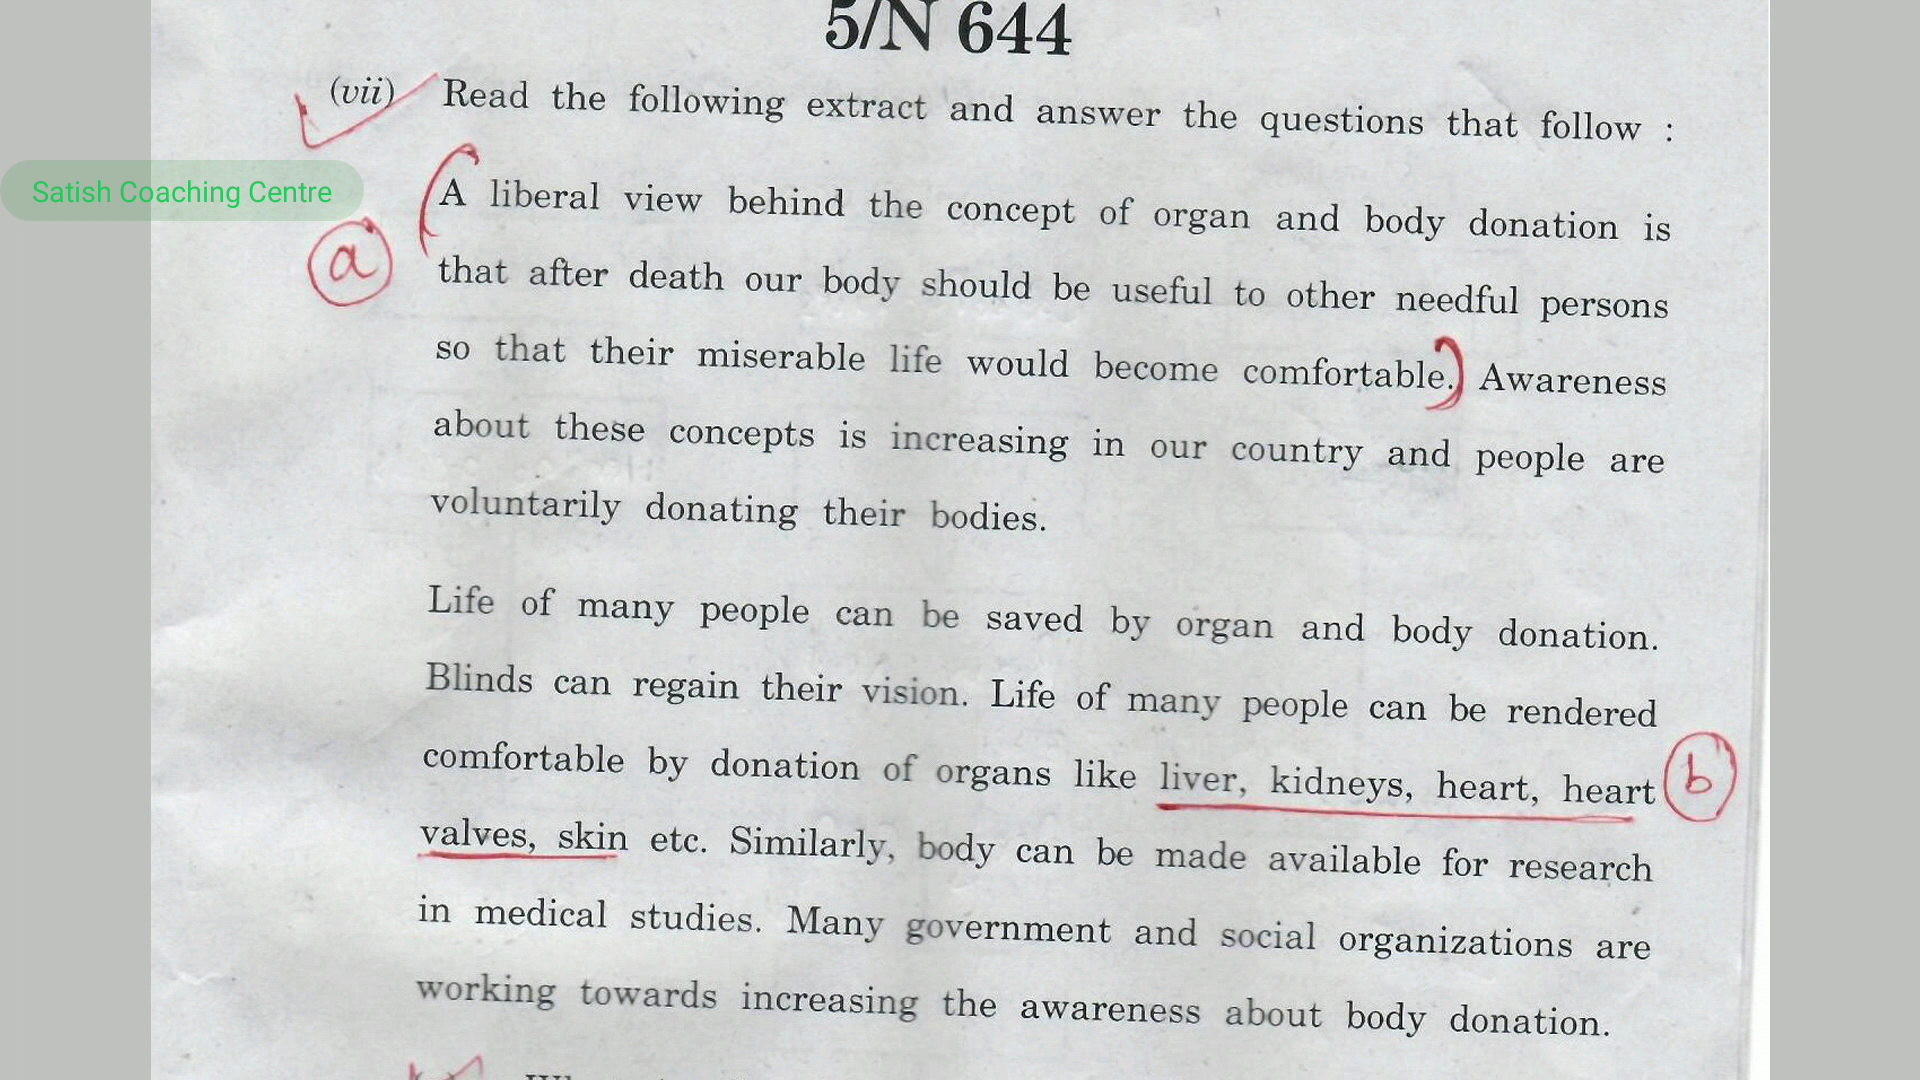 5/N 644
(vii) Read the following extract and answer the questions that follow :
Satish Coaching Centre
A liberal view behind the concept of organ and body donation is
a
that after death our body should be useful to other needful persons
so that their miserable life would become comfortable. Awareness
about these concepts is increasing in our country and people are
voluntarily donating their bodies.
Life of many people can be saved by organ and body donation.
Blinds can regain their vision. Life of many people can be rendered
comfortable by donation of organs like liver, kidneys, heart, heart
b
valves, skin etc. Similarly, body can be made available for research
in medical studies. Many government and social organizations are
working towards increasing the awareness about body donation.